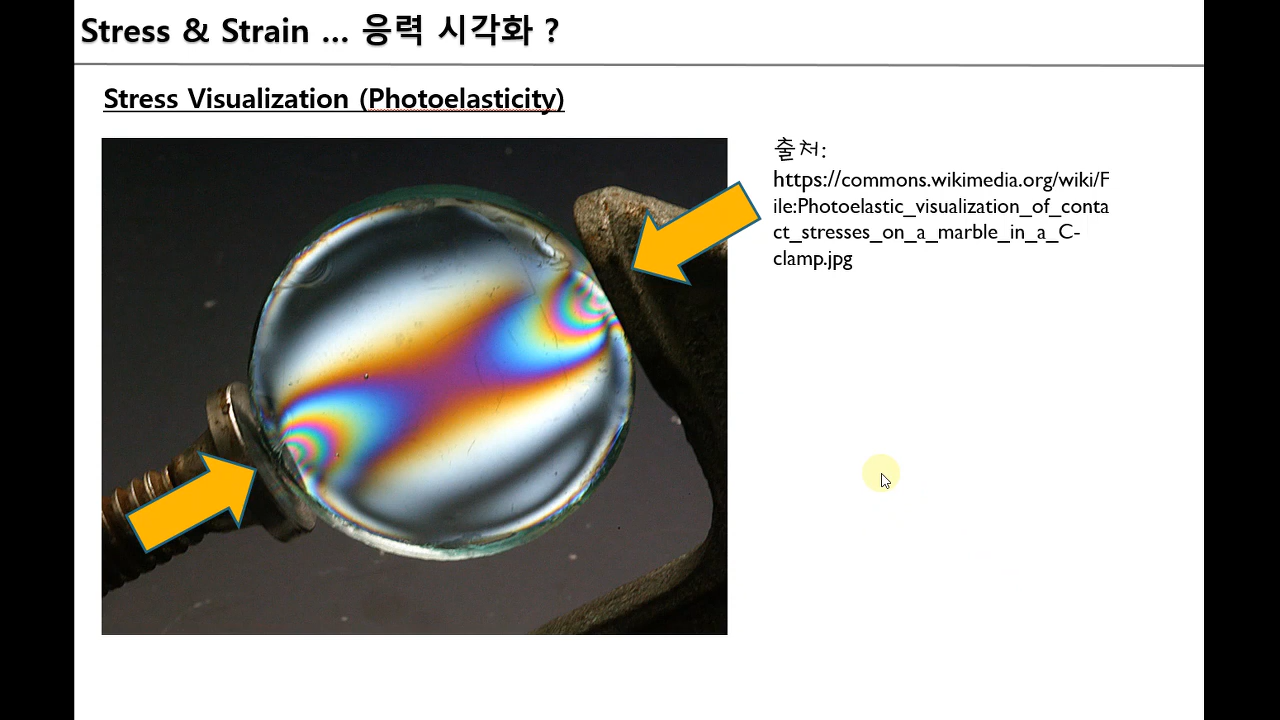 Stress & Strain ... 응력 시각화 ?
Stress Visualization (Photoelasticity)
출처:
https://commons.wikimedia.org/wiki/F
ile:Photoelastic_visualization_of_conta
ct_stresses_on_a_marble_in_a_C-
clamp.jpg